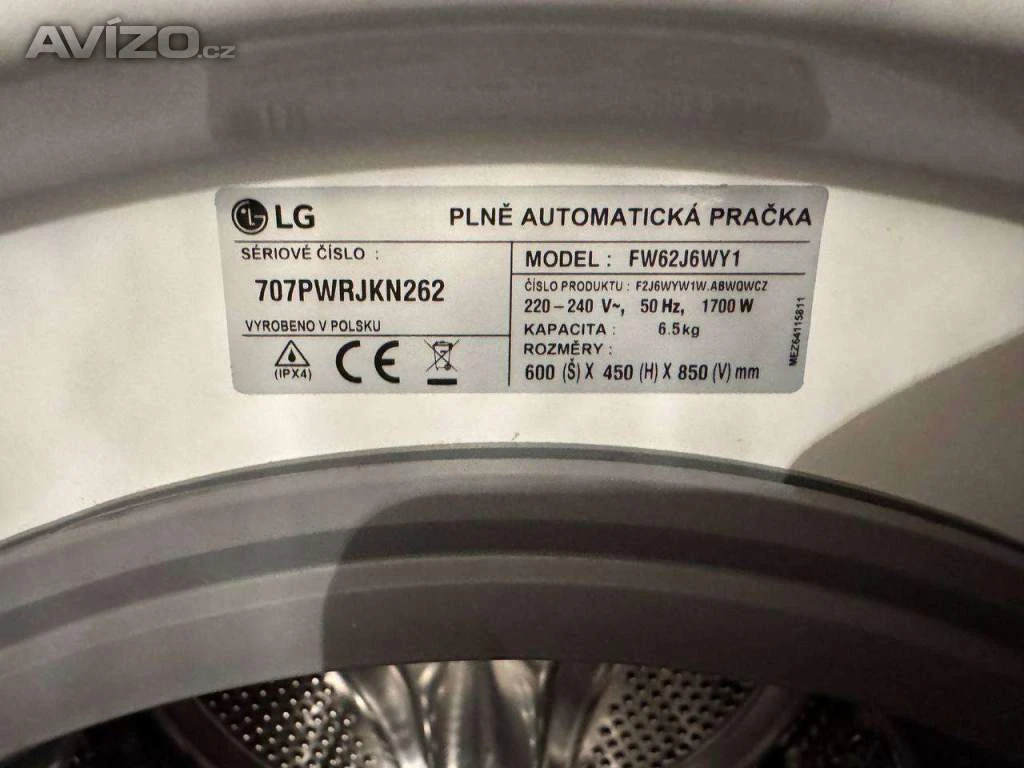 AVÍZO.cz
LG PLNĚ AUTOMATICKÁ PRAČKA
SÉRIOVÉ ČÍSLO :
707PWRJKN262
VYROBENO V POLSKU
(IPX4)
CE
MODEL : FW62J6WY1
ČÍSLO PRODUKTU : F2J6WYW1W.ABWQWCZ
220 – 240 V~, 50 Hz, 1700 W
KAPACITA : 6.5kg
ROZMĚRY :
600 (Š) X 450 (H) X 850 (V) mm
MEZ64115811